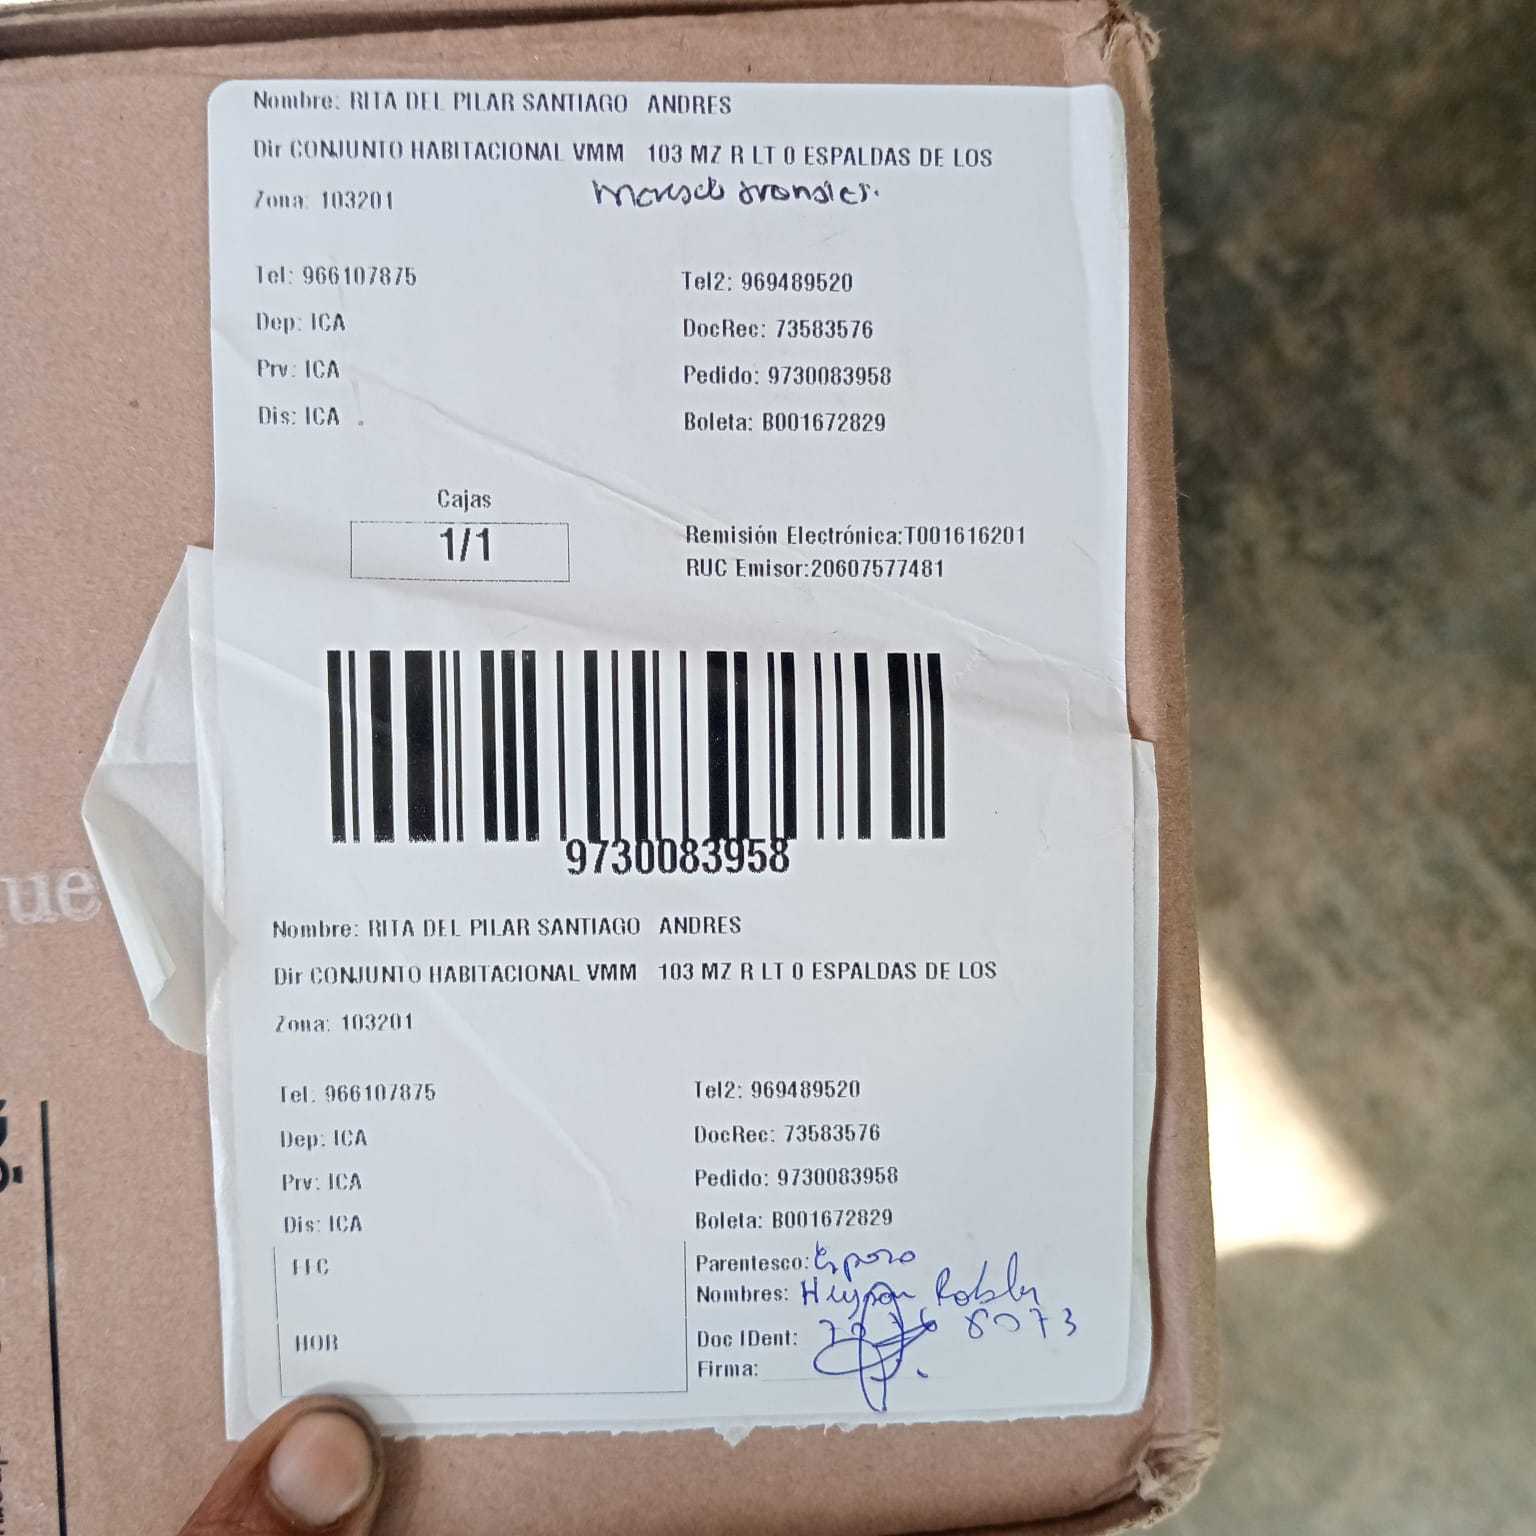 Nombre: RITA DEL PILAR SANTIAGO ANDRES
Dir CONJUNTO HABITACIONAL VMM 103 MZ R LT 0 ESPALDAS DE LOS
Zona: 103201
Tel: 966107875 Tel2: 969489520
Dep: ICA DocRec: 73583576
Prv: ICA Pedido: 9730083958
Dis: ICA Boleta: B001672829
Cajas
1/1
Remisión Electrónica:T001616201
RUC Emisor:20607577481
9730083958
ue
Nombre: RITA DEL PILAR SANTIAGO ANDRES
Dir CONJUNTO HABITACIONAL VMM 103 MZ R LT 0 ESPALDAS DE LOS
Zona: 103201
Tel: 966107875 Tel2: 969489520
Dep: ICA DocRec: 73583576
Prv: ICA Pedido: 9730083958
Dis: ICA Boleta: B001672829
FEC Parentesco: Esposo
Nombres:
HOR Doc IDent:
Firma: